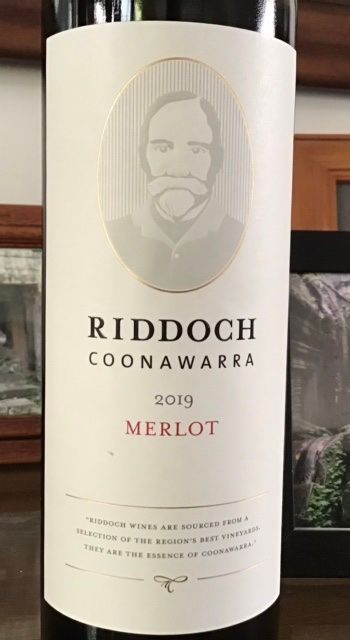 RIDDOCH
COONAWARRA
2019
MERLOT
"RIDDOCH WINES ARE SOURCED FROM A
SELECTION OF THE REGION'S BEST VINEYARDS.
THEY ARE THE ESSENCE OF COONAWARRA."